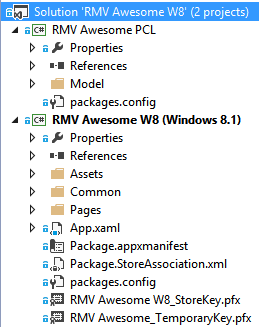 Solution 'RMV Awesome W8' (2 projects)
C# RMV Awesome PCL
Properties
References
Model
packages.config
C# RMV Awesome W8 (Windows 8.1)
Properties
References
Assets
Common
Pages
App.xaml
Package.appxmanifest
Package.StoreAssociation.xml
packages.config
RMV Awesome W8_StoreKey.pfx
RMV Awesome_TemporaryKey.pfx